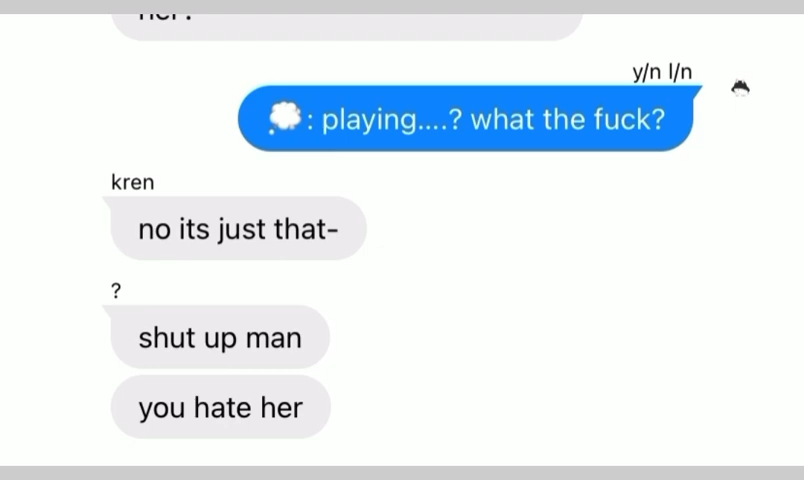 y/n l/n
💭: playing....? what the fuck?
kren
no its just that-
?
shut up man
you hate her